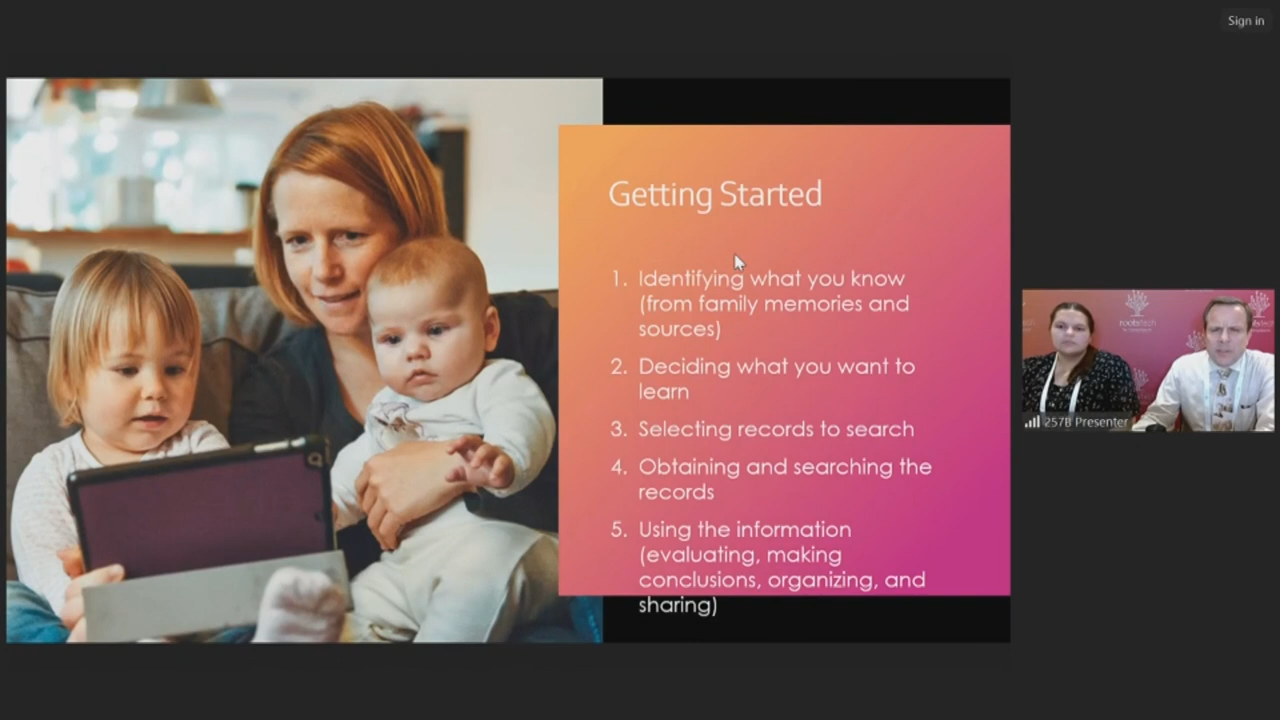 Sign in
Getting Started
1. Identifying what you know
(from family memories and
sources)
2. Deciding what you want to
learn
3. Selecting records to search
4. Obtaining and searching the
records
5. Using the information
(evaluating, making
conclusions, organizing, and
sharing)
rootstech
257B Presenter